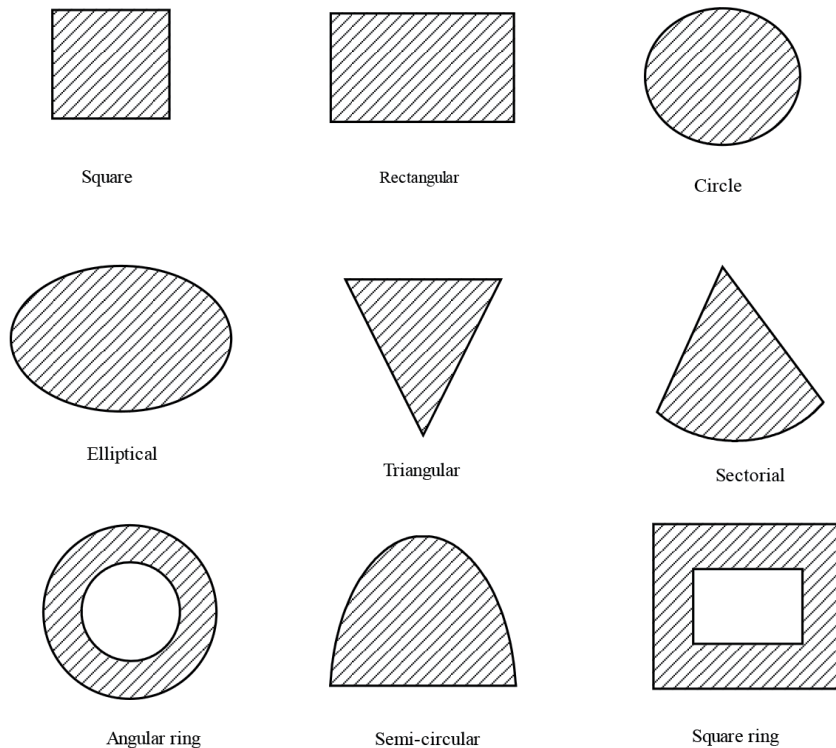 Square
Rectangular
Circle
Elliptical
Triangular
Sectorial
Angular ring
Semi-circular
Square ring